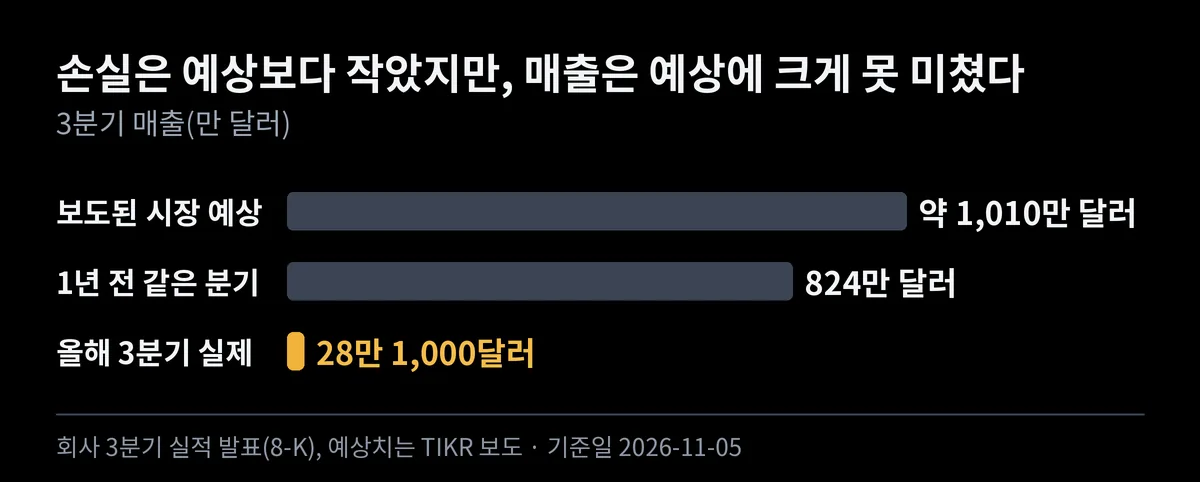 손실은 예상보다 작았지만, 매출은 예상에 크게 못 미쳤다
3분기 매출(만 달러)
보도된 시장 예상 약 1,010만 달러
1년 전 같은 분기 824만 달러
올해 3분기 실제 28만 1,000달러
회사 3분기 실적 발표(8-K), 예상치는 TIKR 보도 · 기준일 2026-11-05